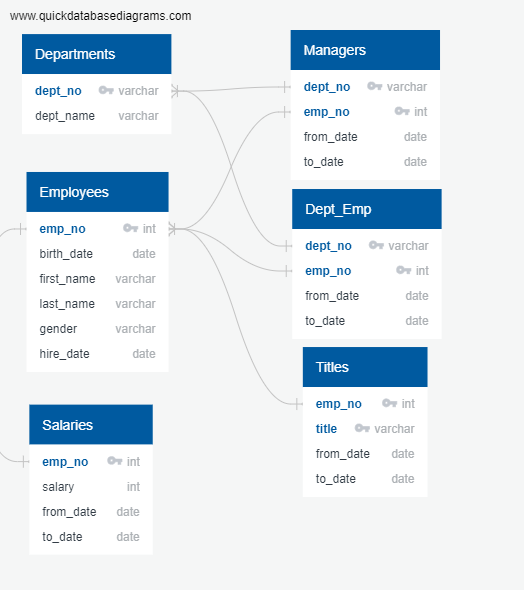 www.quickdatabasediagrams.com
Departments
dept_no varchar
dept_name varchar
Employees
emp_no int
birth_date date
first_name varchar
last_name varchar
gender varchar
hire_date date
Salaries
emp_no int
salary int
from_date date
to_date date
Managers
dept_no varchar
emp_no int
from_date date
to_date date
Dept_Emp
dept_no varchar
emp_no int
from_date date
to_date date
Titles
emp_no int
title varchar
from_date date
to_date date